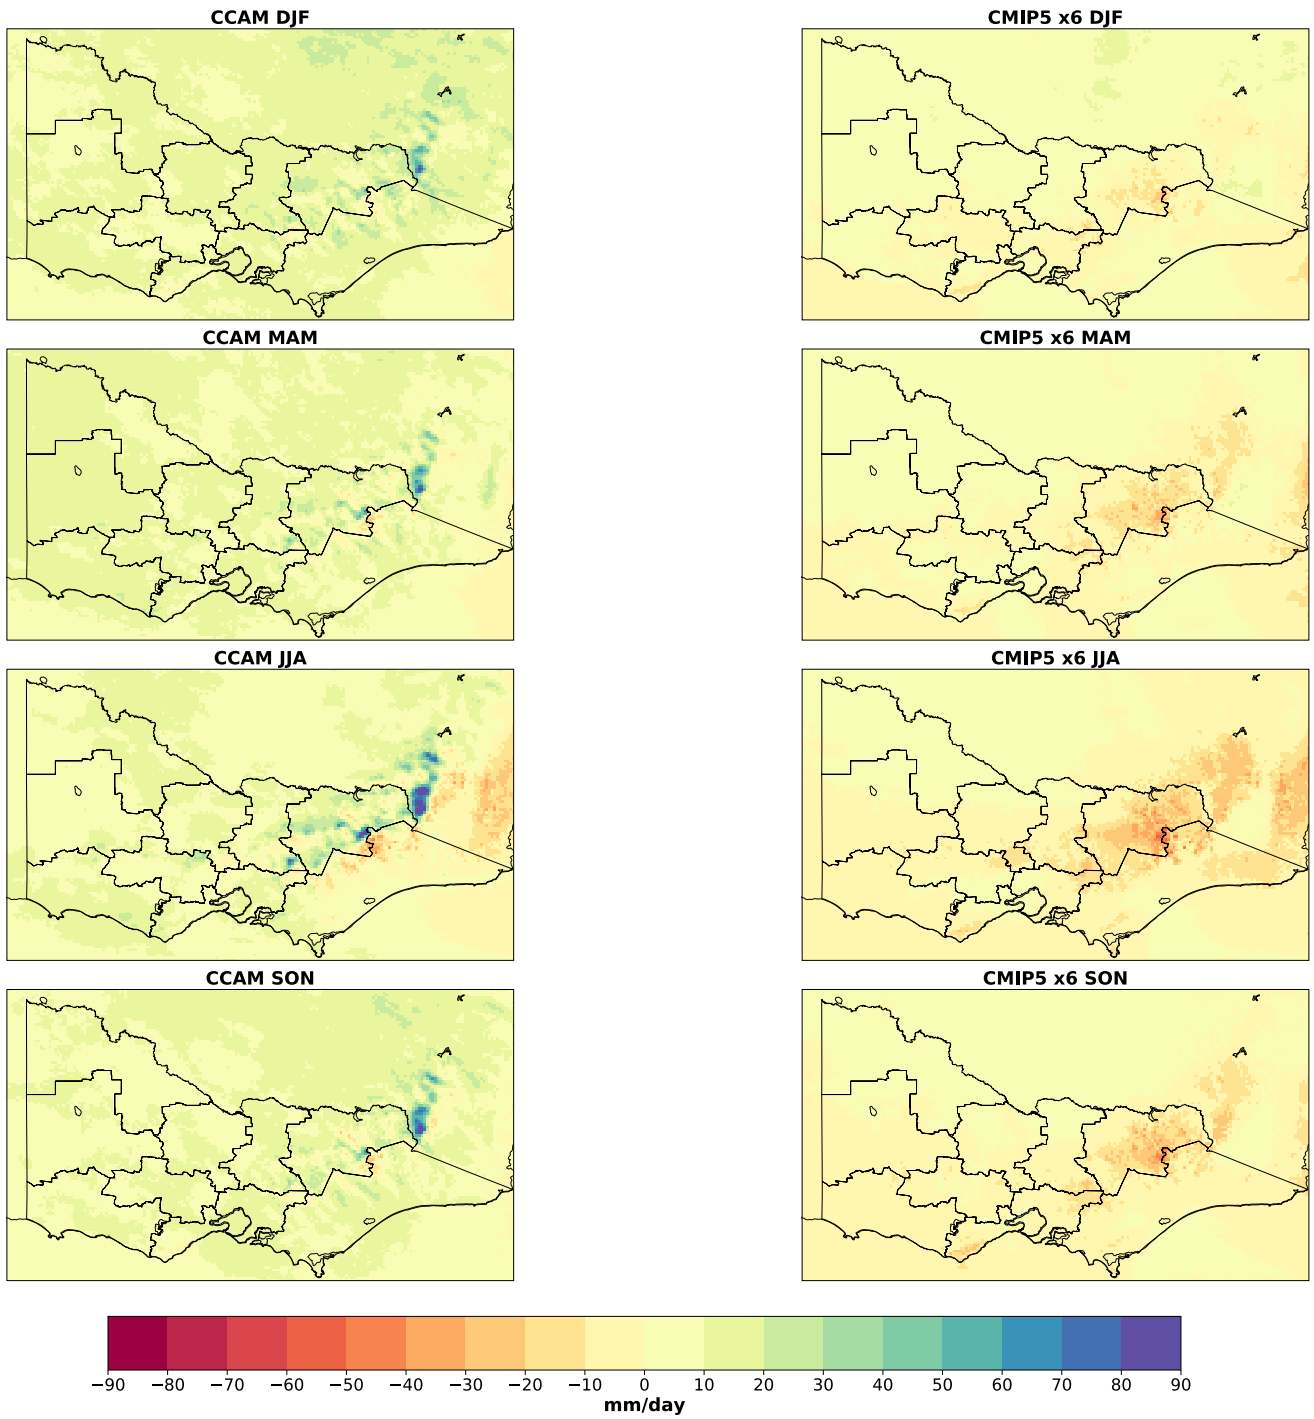 CCAM DJF
CMIP5 x6 DJF
CCAM MAM
CMIP5 x6 MAM
CCAM JJA
CMIP5 x6 JJA
CCAM SON
CMIP5 x6 SON
−90 −80 −70 −60 −50 −40 −30 −20 −10 0 10 20 30 40 50 60 70 80 90
mm/day